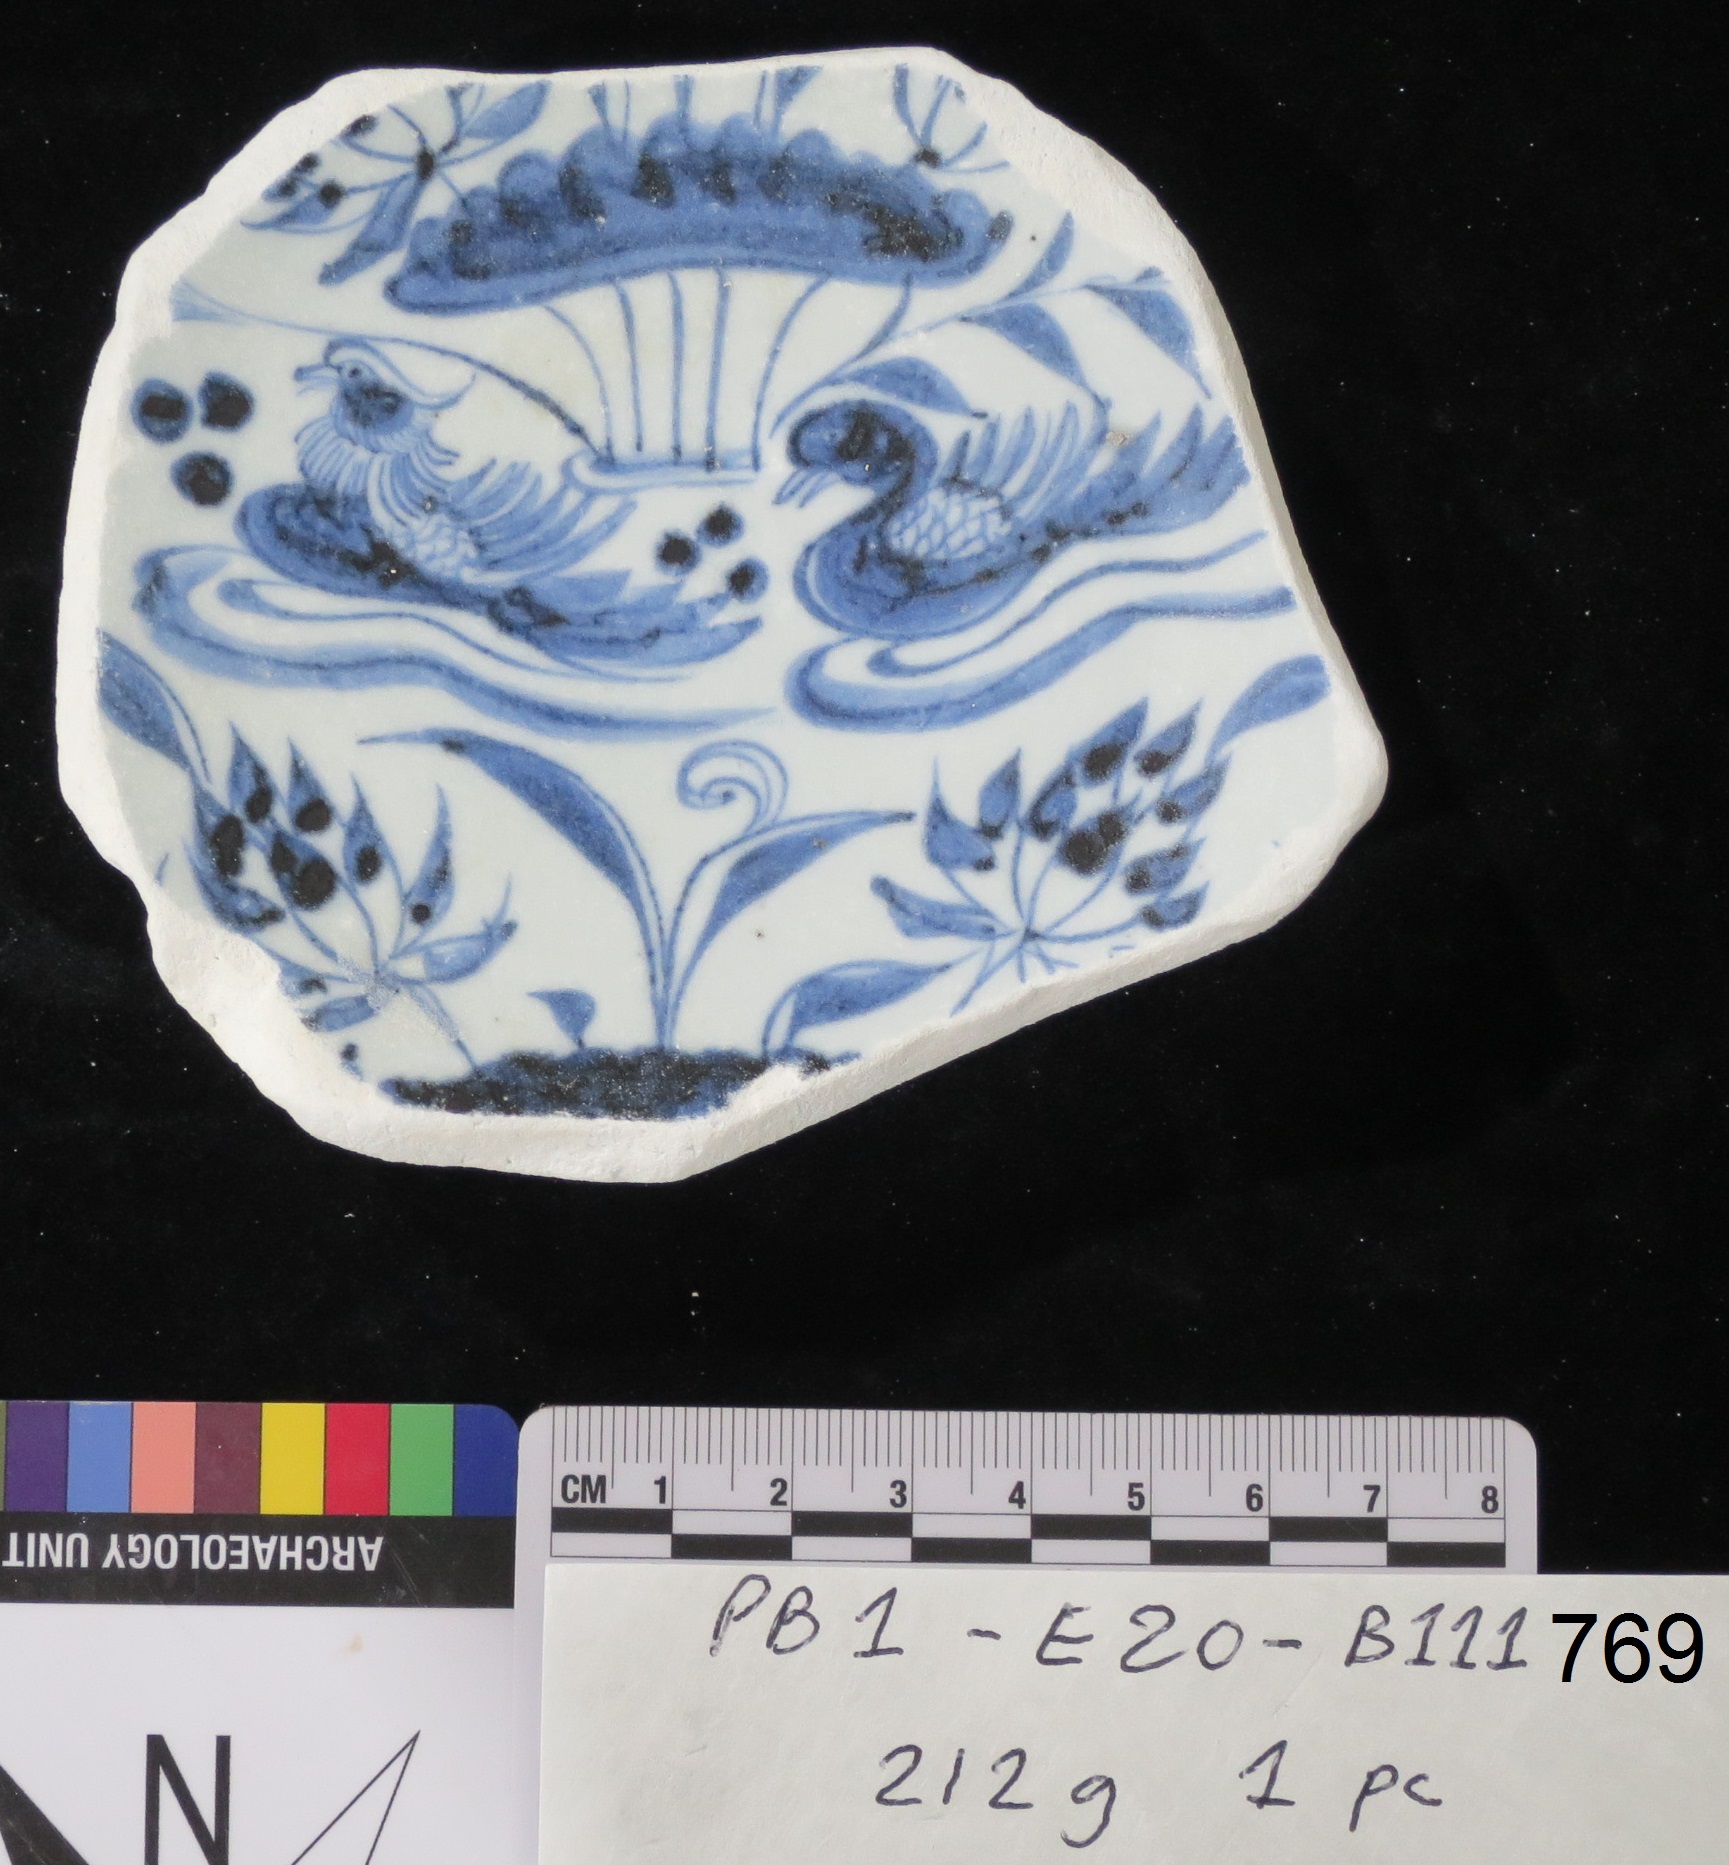 ARCHAEOLOGY UNIT
CM 1 2 3 4 5 6 7 8
PB1 - E20 - B111 769
212g 1 pc
N